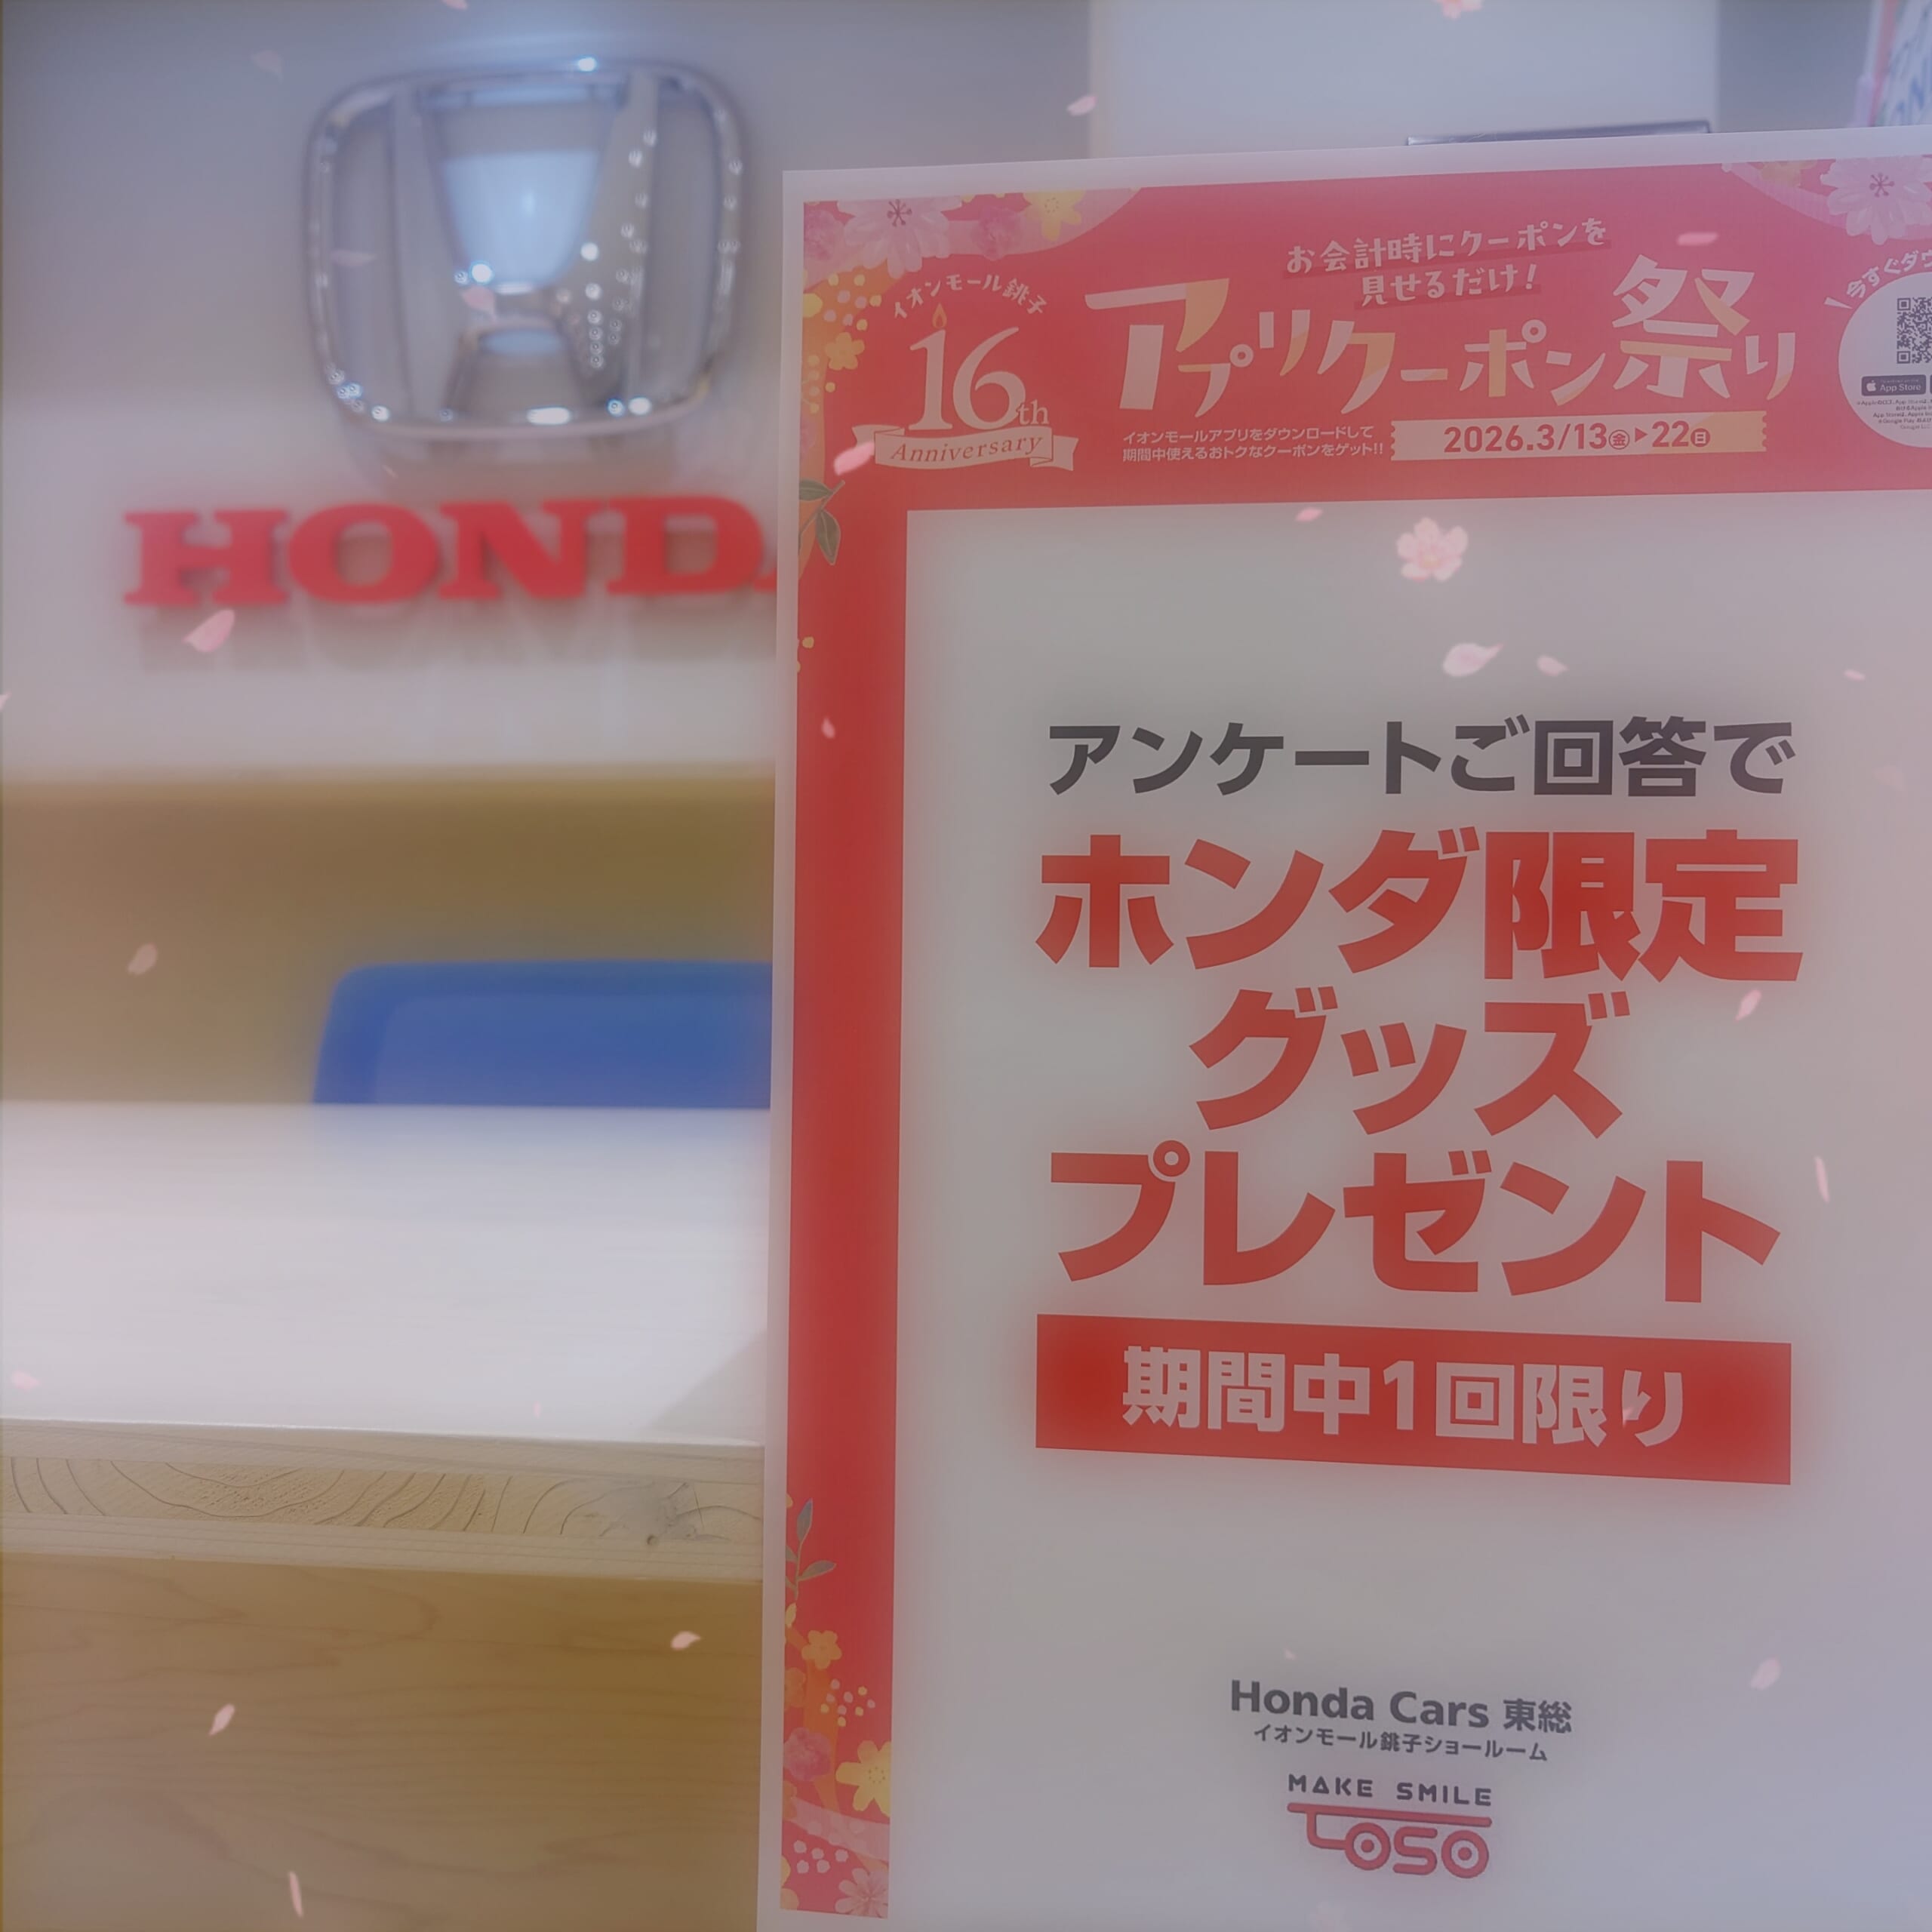 HONDA
イオンモール銚子
16th
Anniversary
お会計時にクーポンを
見せるだけ!
アプリクーポン祭り
イオンモールアプリをダウンロードして
期間中使えるおトクなクーポンをゲット!!
2026.3/13㊎▶22㊐
今すぐダウ
App Store
アンケートご回答で
ホンダ限定
グッズ
プレゼント
期間中1回限り
Honda Cars 東総
イオンモール銚子ショールーム
MAKE SMILE
TOSO